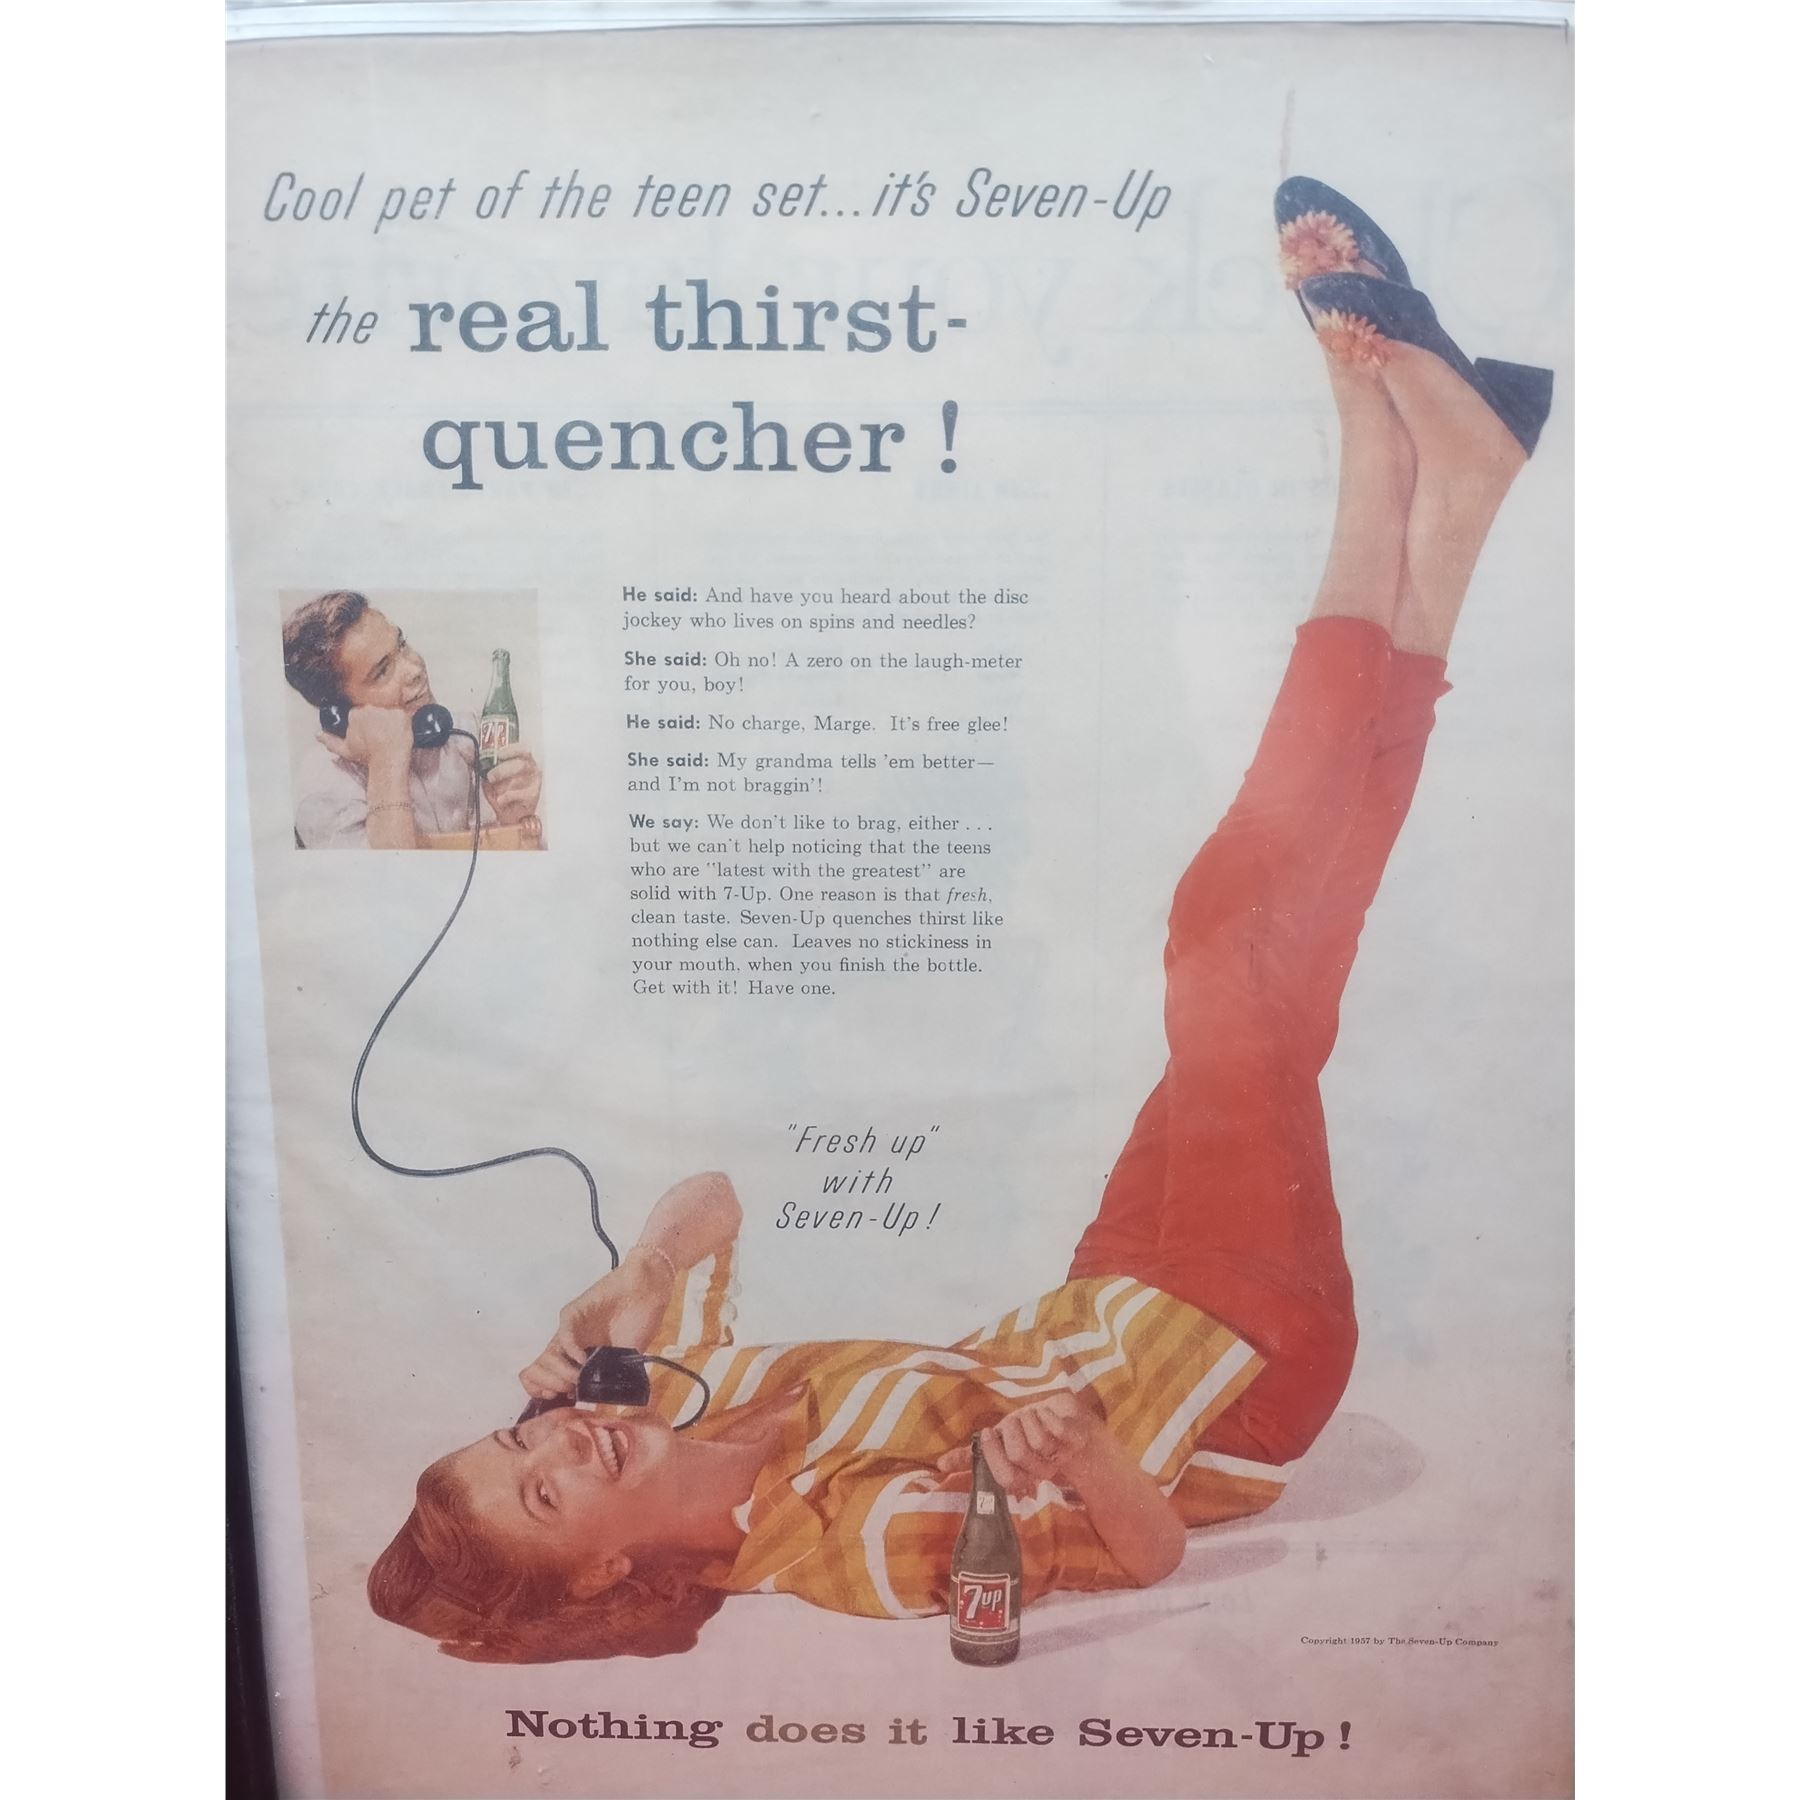 Cool pet of the teen set...it's Seven-Up
the real thirst-
quencher!
He said: And have you heard about the disc
jockey who lives on spins and needles?
She said: Oh no! A zero on the laugh-meter
for you, boy!
He said: No charge, Marge. It's free glee!
She said: My grandma tells 'em better—
and I'm not braggin'!
We say: We don't like to brag, either . . .
but we can't help noticing that the teens
who are "latest with the greatest" are
solid with 7-Up. One reason is that fresh,
clean taste. Seven-Up quenches thirst like
nothing else can. Leaves no stickiness in
your mouth, when you finish the bottle.
Get with it! Have one.
"Fresh up"
with
Seven-Up!
7
7up
Copyright 1957 by The Seven-Up Company
Nothing does it like Seven-Up!